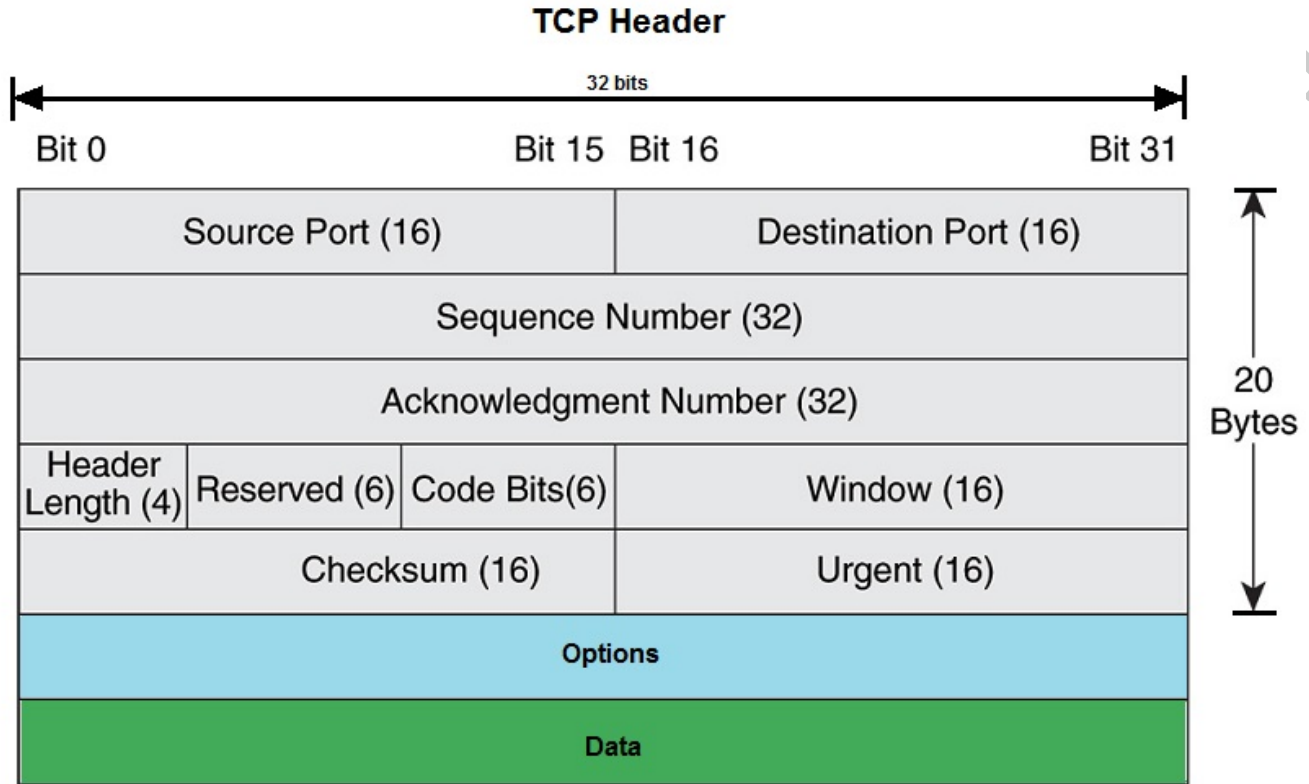 TCP Header
32 bits
Bit 0 Bit 15 Bit 16 Bit 31
Source Port (16) Destination Port (16)
Sequence Number (32)
Acknowledgment Number (32)
20
Bytes
Header
Length (4) Reserved (6) Code Bits(6) Window (16)
Checksum (16) Urgent (16)
Options
Data